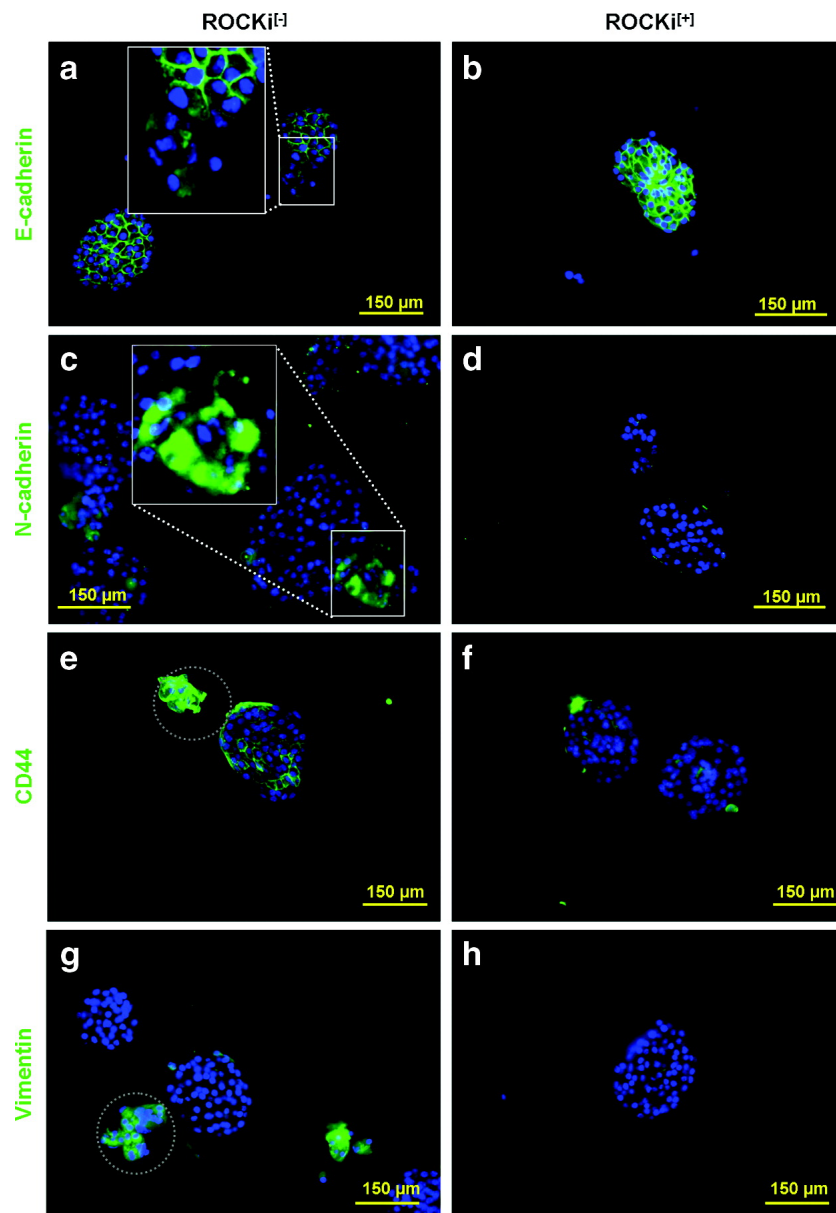 ROCKi[-]
ROCKi[+]
E-cadherin
a
150 µm
b
150 µm
N-cadherin
c
150 µm
d
150 µm
CD44
e
150 µm
f
150 µm
Vimentin
g
150 µm
h
150 µm